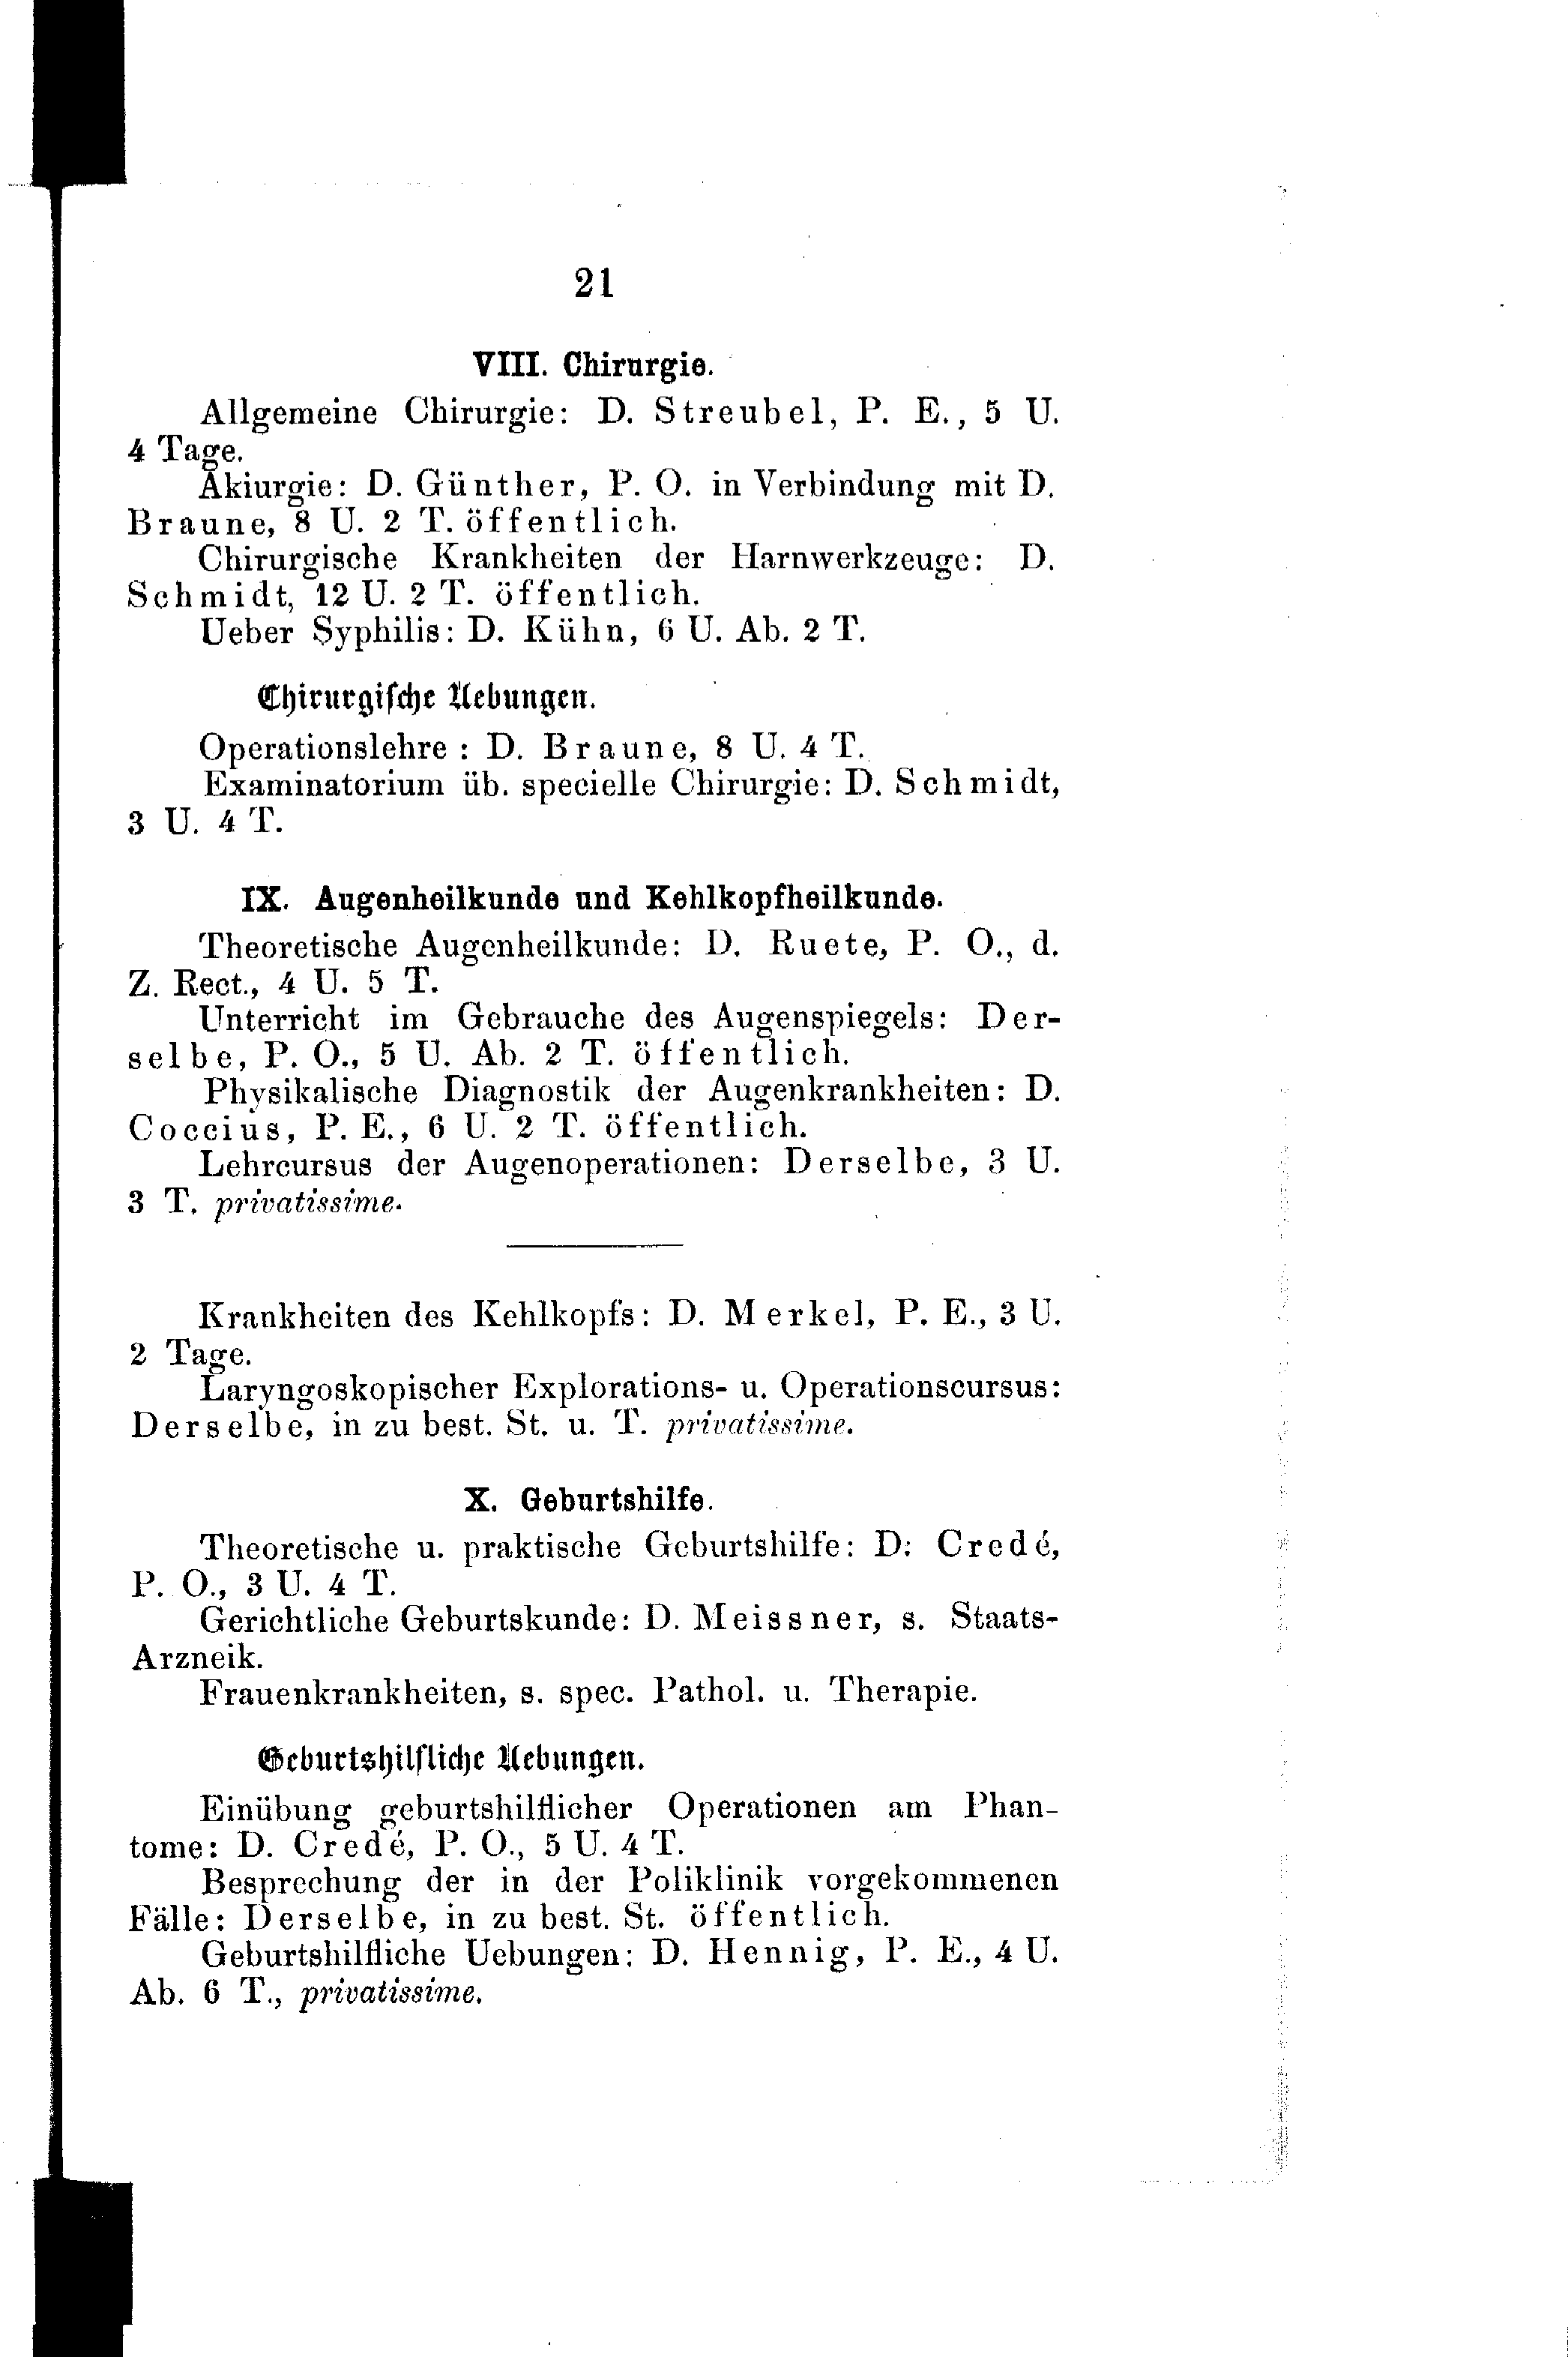 21
VIII. Chirurgie.
Allgemeine Chirurgie: D. Streubel, P. E., 5 U.
4 Tage.
Akiurgie: D. Günther, P. O. in Verbindung mit D.
Braune, 8 U. 2 T. öffentlich.
Chirurgische Krankheiten der Harnwerkzeuge: D.
Schmidt, 12 U. 2 T. öffentlich.
Ueber Syphilis: D. Kühn, 6 U. Ab. 2 T.
Chirurgiſche Uebungen.
Operationslehre: D. Braune, 8 U. 4 T.
Examinatorium üb. specielle Chirurgie: D. Schmidt,
3 U. 4 T.
IX. Augenheilkunde und Kehlkopfheilkunde.
Theoretische Augenheilkunde: D. Ruete, P. O., d.
Z. Rect., 4 U. 5 T.
Unterricht im Gebrauche des Augenspiegels: Der-
selbe, P. O., 5 U. Ab. 2 T. öffentlich.
Physikalische Diagnostik der Augenkrankheiten: D.
Coccius, P. E., 6 U. 2 T. öffentlich.
Lehrcursus der Augenoperationen: Derselbe, 3 U.
3 T. privatissime.
Krankheiten des Kehlkopfs: D. Merkel, P. E., 3 U.
2 Tage.
Laryngoskopischer Explorations- u. Operationscursus:
Derselbe, in zu best. St. u. T. privatissime.
X. Geburtshilfe.
Theoretische u. praktische Geburtshilfe: D: Credé,
P. O., 3 U. 4 T.
Gerichtliche Geburtskunde: D. Meissner, s. Staats-
Arzneik.
Frauenkrankheiten, s. spec. Pathol. u. Therapie.
Geburtshilfliche Uebungen.
Einübung geburtshilflicher Operationen am Phan-
tome: D. Credé, P. O., 5 U. 4 T.
Besprechung der in der Poliklinik vorgekommenen
Fälle: Derselbe, in zu best. St. öffentlich.
Geburtshilfliche Uebungen: D. Hennig, P. E., 4 U.
Ab. 6 T., privatissime.